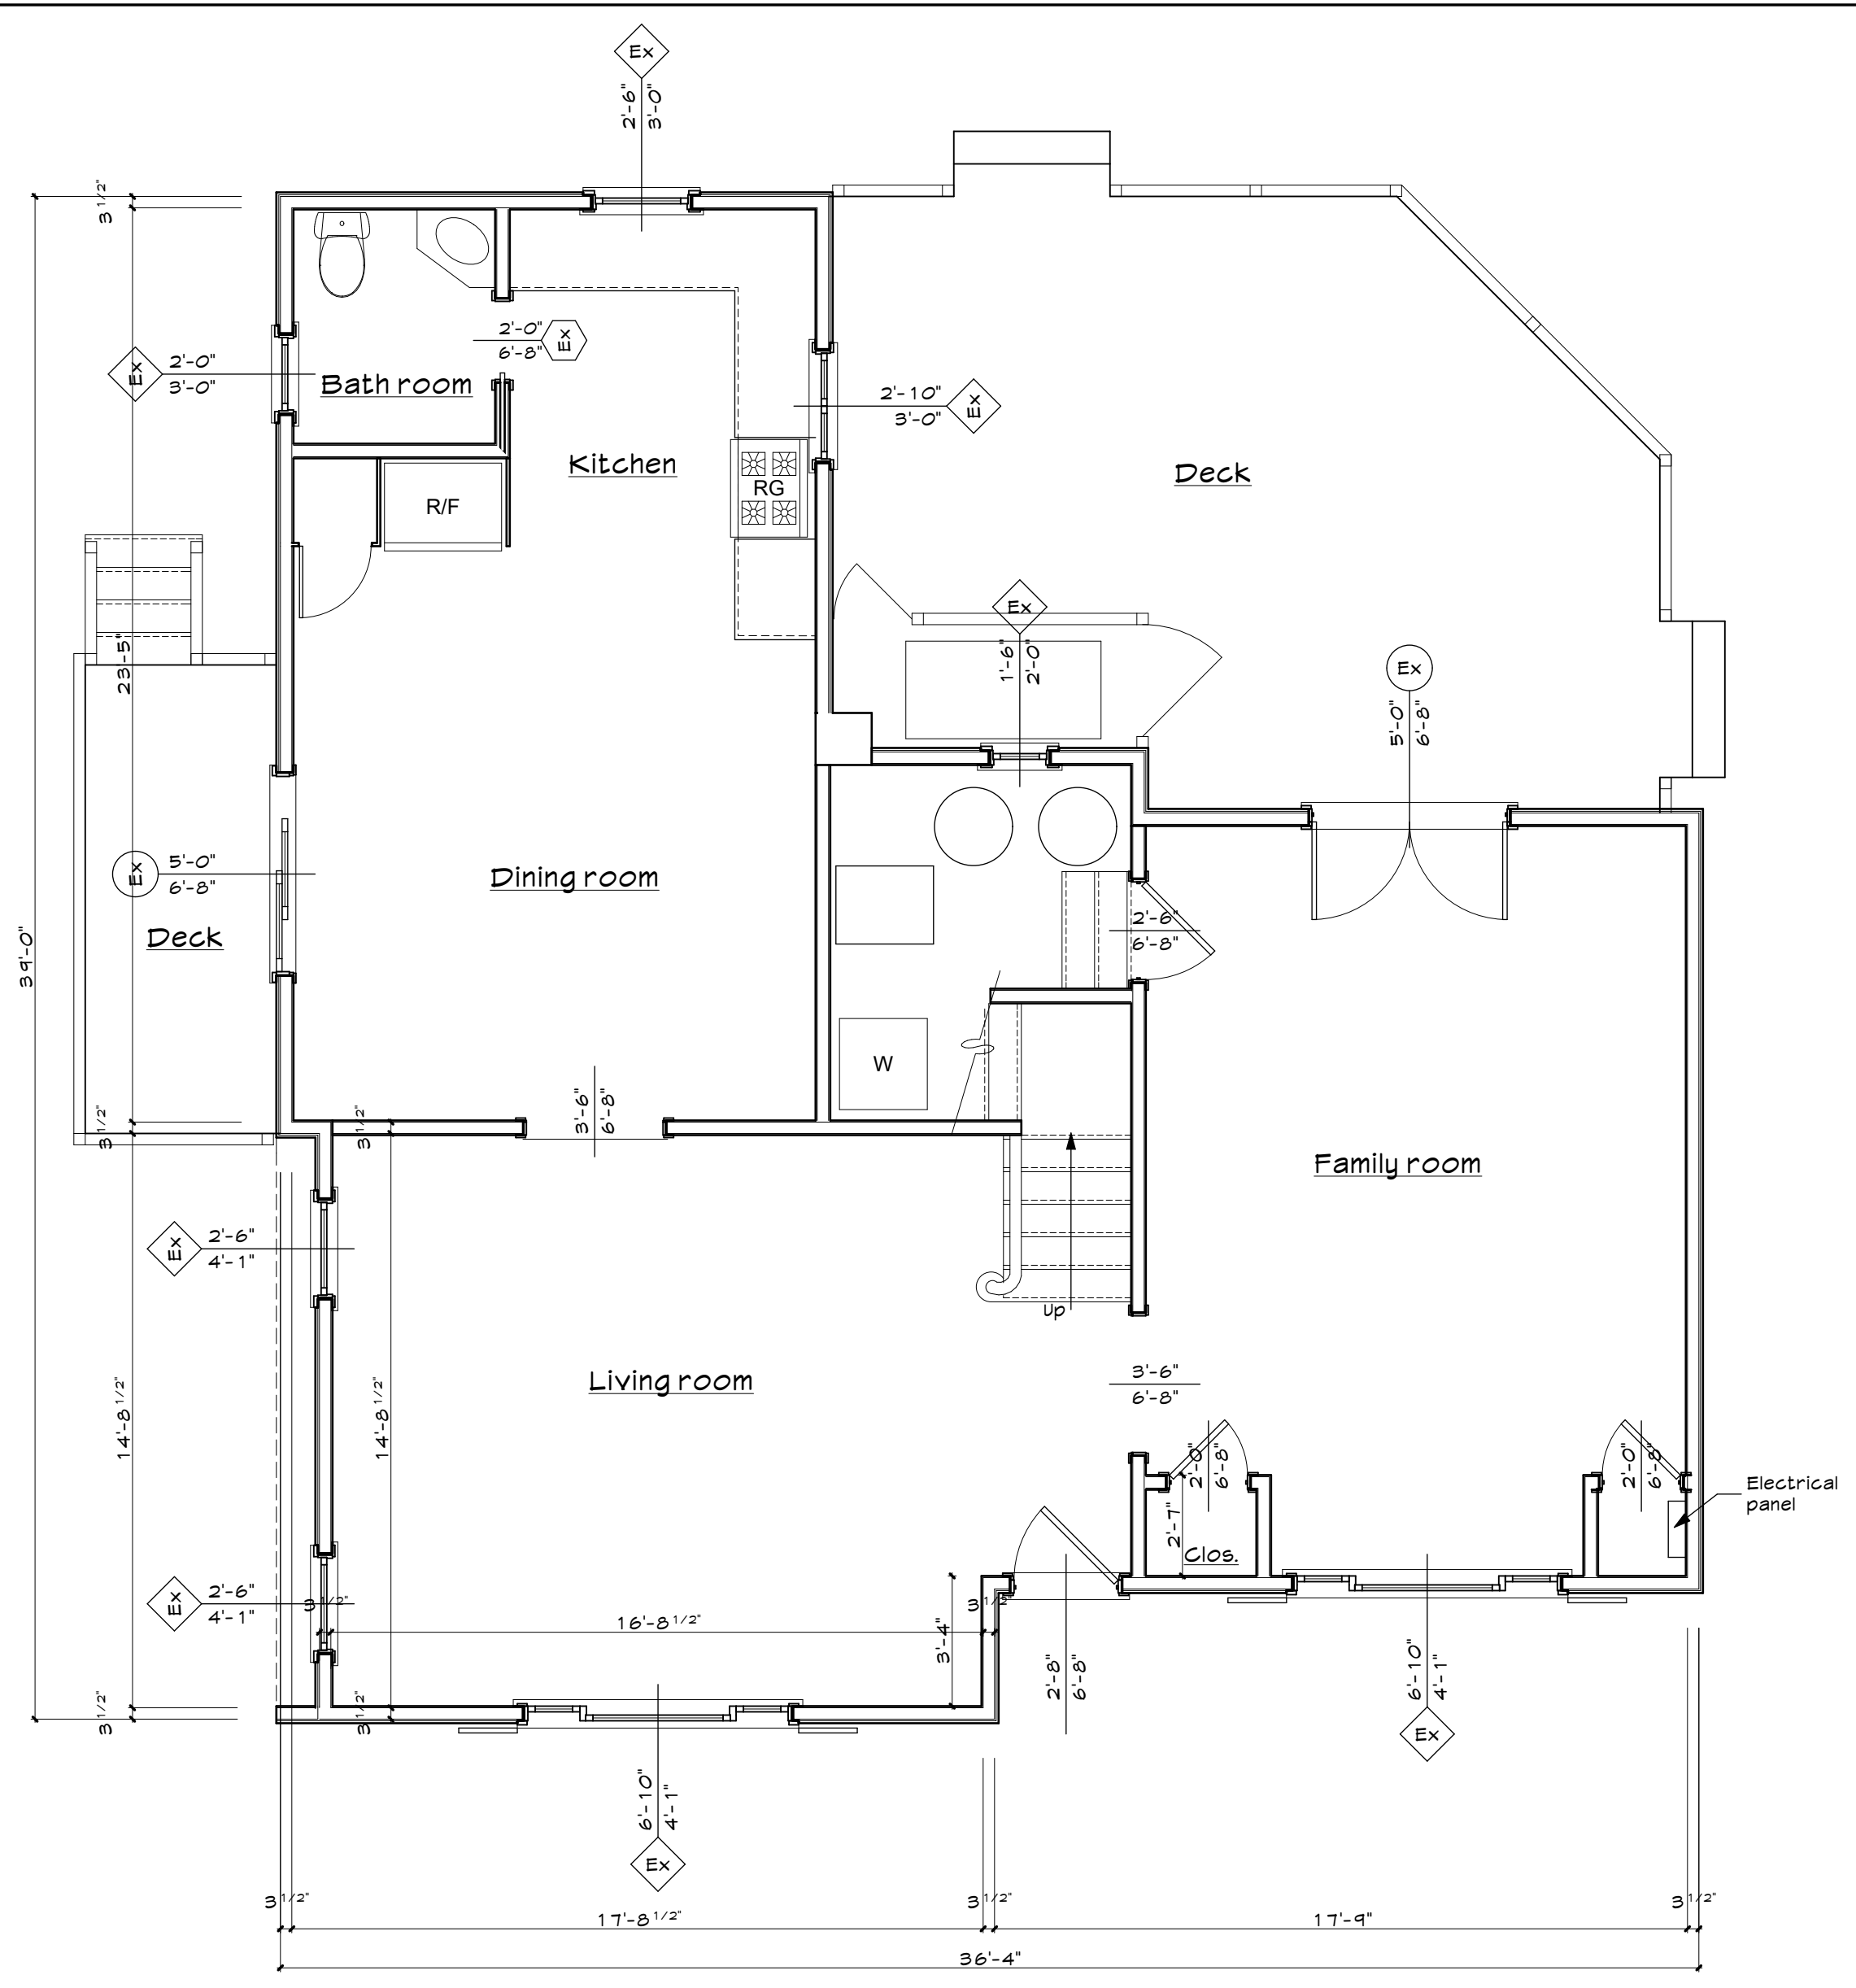 Ex
2'-6"
3'-0"
3 1/2"
2'-0"
6'-8"
Ex
Ex
2'-0"
3'-0"
Bath room
2'-10"
3'-0"
Ex
Kitchen
Deck
RG
R/F
Ex
1'-6"
2'-0"
23'-5"
Ex
5'-0"
6'-8"
Ex
5'-0"
6'-8"
Dining room
2'-6"
6'-8"
Deck
39'-0"
W
3'-6"
6'-8"
3 1/2"
3 1/2"
Family room
Ex
2'-6"
4'-1"
Up
Living room
3'-6"
6'-8"
14'-8 1/2"
14'-8 1/2"
2'-0"
6'-8"
2'-0"
6'-8"
Electrical
panel
2'-7"
Clos.
Ex
2'-6"
4'-1"
3 1/2"
16'-8 1/2"
3 1/2"
3'-4"
2'-8"
6'-8"
6'-10"
4'-1"
Ex
3 1/2"
3 1/2"
6'-10"
4'-1"
Ex
3 1/2"
17'-8 1/2"
3 1/2"
17'-9"
3 1/2"
36'-4"